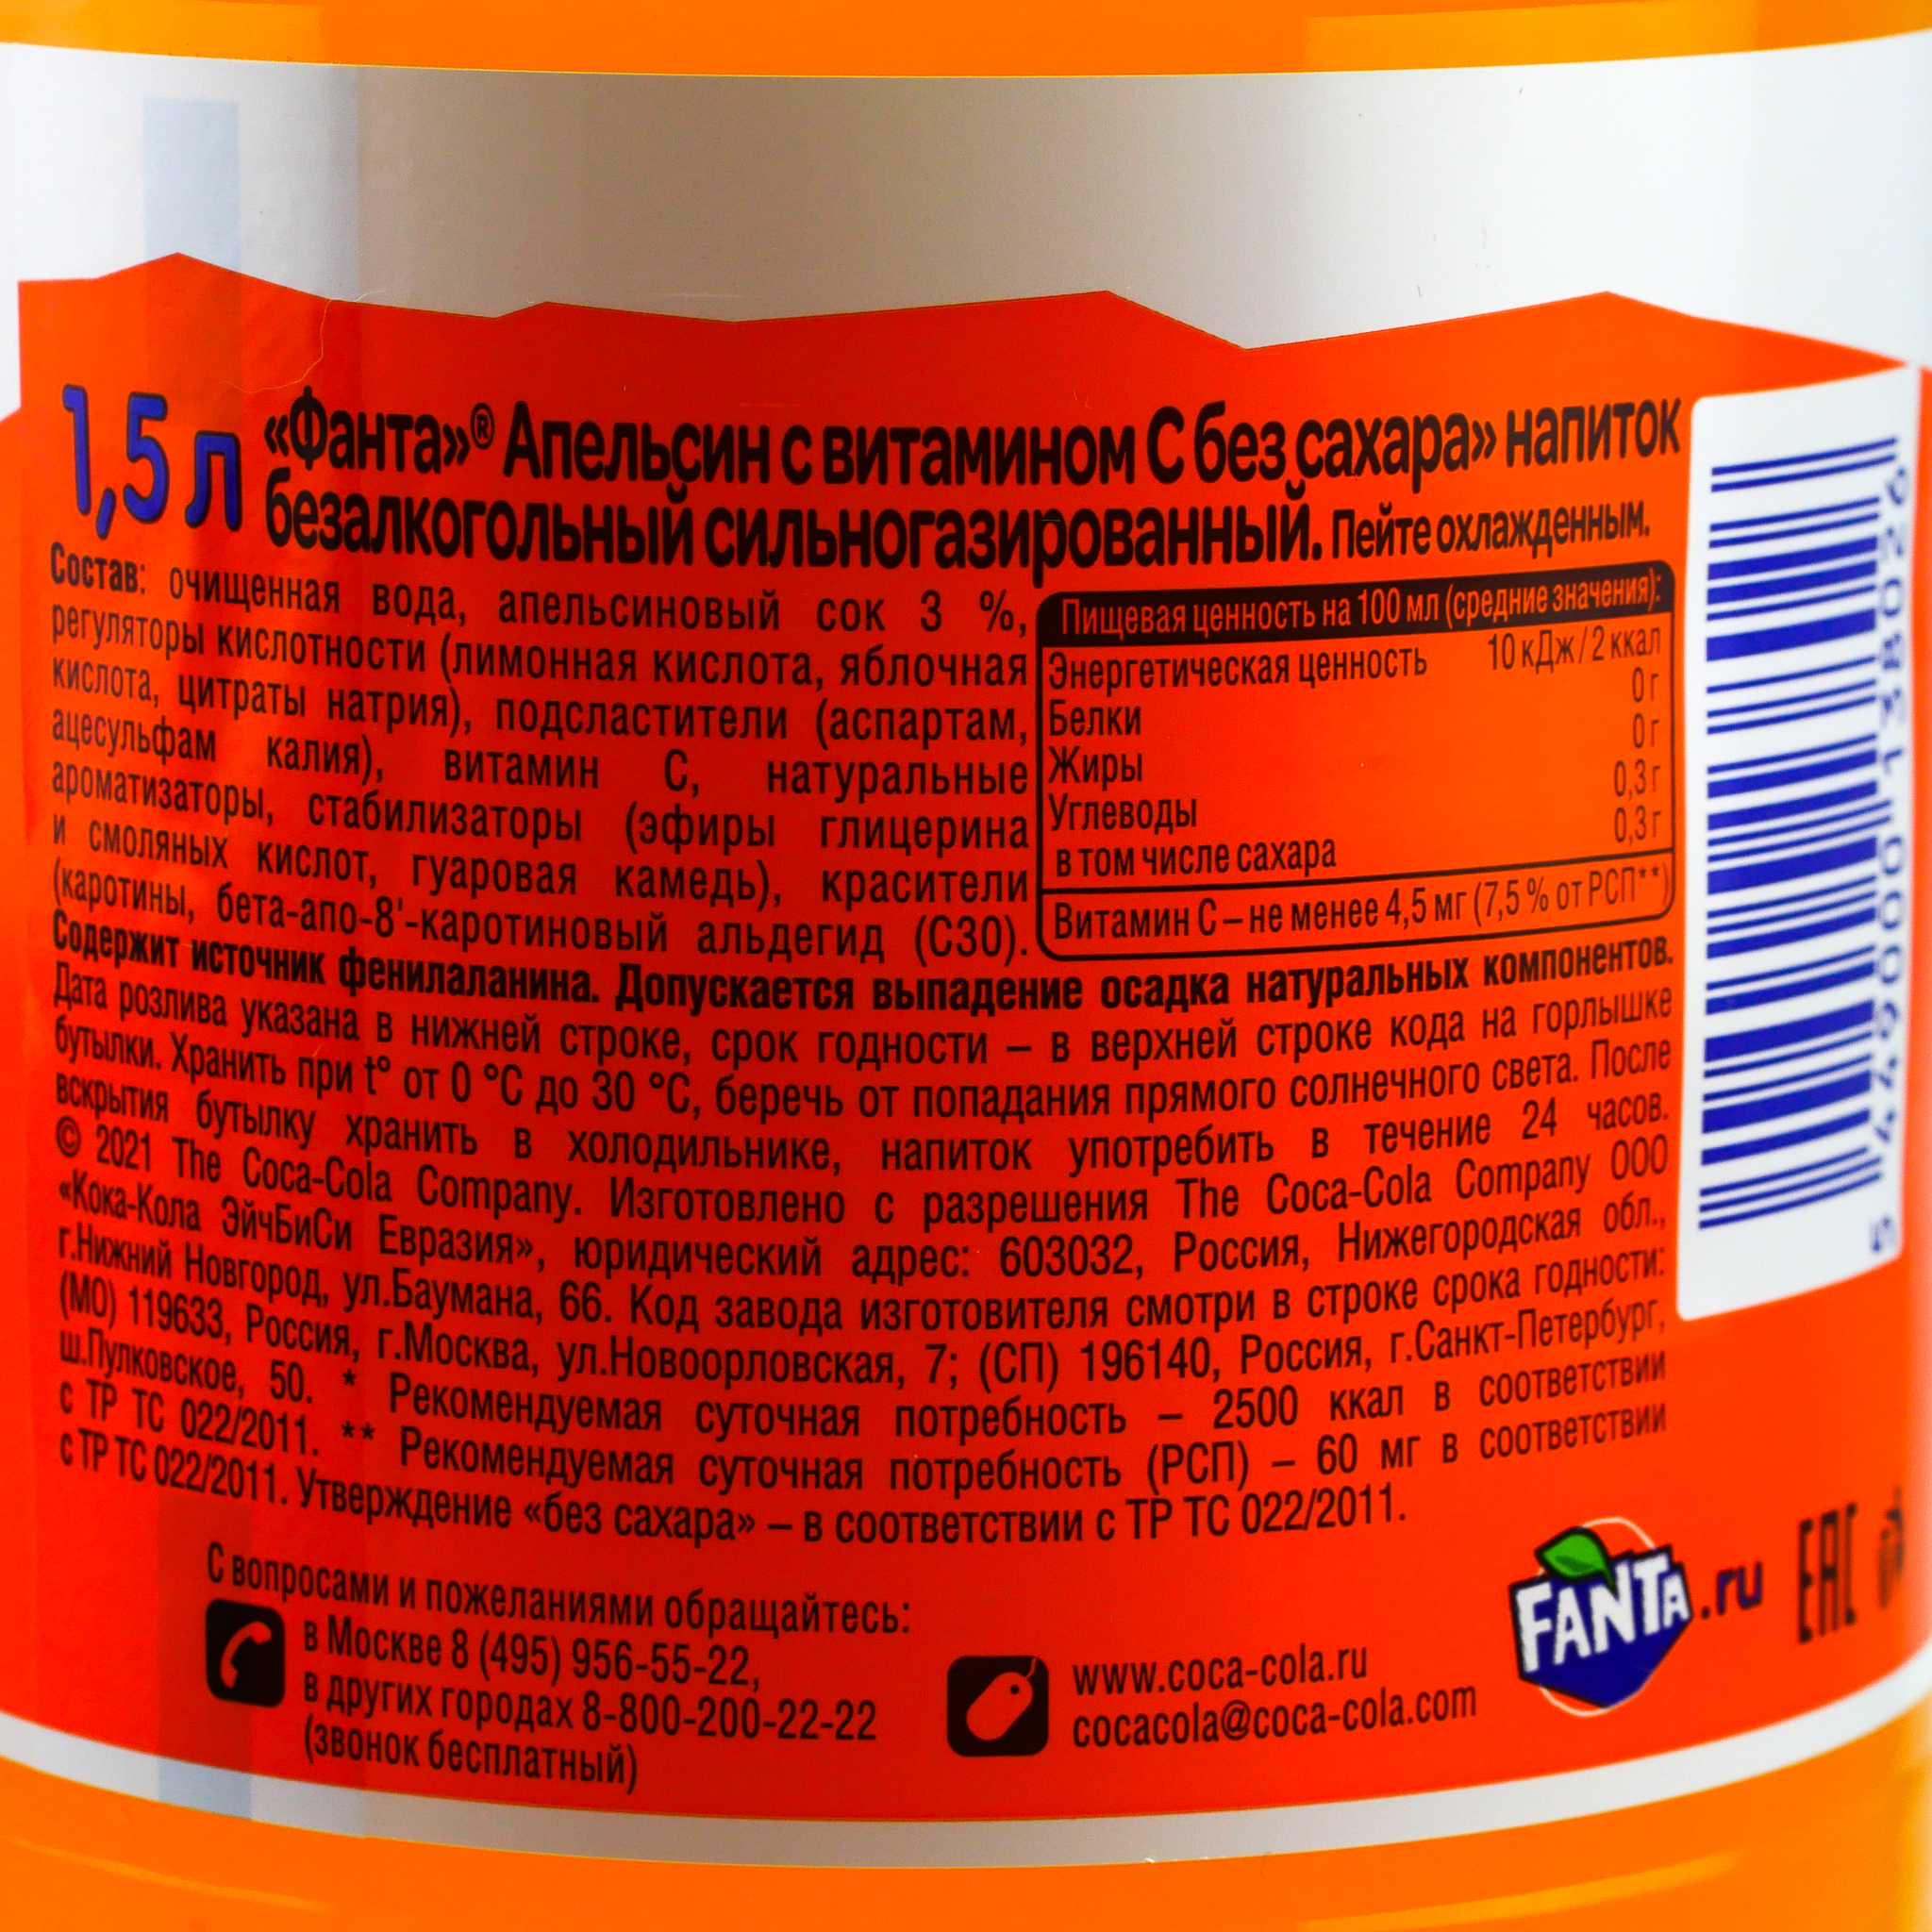 1,5 л
«Фанта»® Апельсин с витамином С без сахара» напиток
безалкогольный сильногазированный. Пейте охлажденным.
Состав: очищенная вода, апельсиновый сок 3 %,
регуляторы кислотности (лимонная кислота, яблочная
кислота, цитраты натрия), подсластители (аспартам,
ацесульфам калия), витамин С, натуральные
ароматизаторы, стабилизаторы (эфиры глицерина
и смоляных кислот, гуаровая камедь), красители
(каротины, бета-апо-8'-каротиновый альдегид (С30).
Пищевая ценность на 100 мл (средние значения):
Энергетическая ценность 10 кДж/2 ккал
Белки 0 г
Жиры 0 г
Углеводы 0,3 г
в том числе сахара 0,3 г
Витамин С – не менее 4,5 мг (7,5 % от РСП**)
Содержит источник фенилаланина. Допускается выпадение осадка натуральных компонентов.
Дата розлива указана в нижней строке, срок годности – в верхней строке кода на горлышке
бутылки. Хранить при t° от 0 °С до 30 °С, беречь от попадания прямого солнечного света. После
вскрытия бутылку хранить в холодильнике, напиток употребить в течение 24 часов.
© 2021 The Coca-Cola Company. Изготовлено с разрешения The Coca-Cola Company ООО
«Кока-Кола ЭйчБиСи Евразия», юридический адрес: 603032, Россия, Нижегородская обл.,
г.Нижний Новгород, ул.Баумана, 66. Код завода изготовителя смотри в строке срока годности:
(МО) 119633, Россия, г.Москва, ул.Новоорловская, 7; (СП) 196140, Россия, г.Санкт-Петербург,
ш.Пулковское, 50. * Рекомендуемая суточная потребность – 2500 ккал в соответствии
с ТР ТС 022/2011. ** Рекомендуемая суточная потребность (РСП) – 60 мг в соответствии
с ТР ТС 022/2011. Утверждение «без сахара» – в соответствии с ТР ТС 022/2011.
С вопросами и пожеланиями обращайтесь:
в Москве 8 (495) 956-55-22,
в других городах 8-800-200-22-22
(звонок бесплатный)
www.coca-cola.ru
cocacola@coca-cola.com
FANTA.ru
EAC